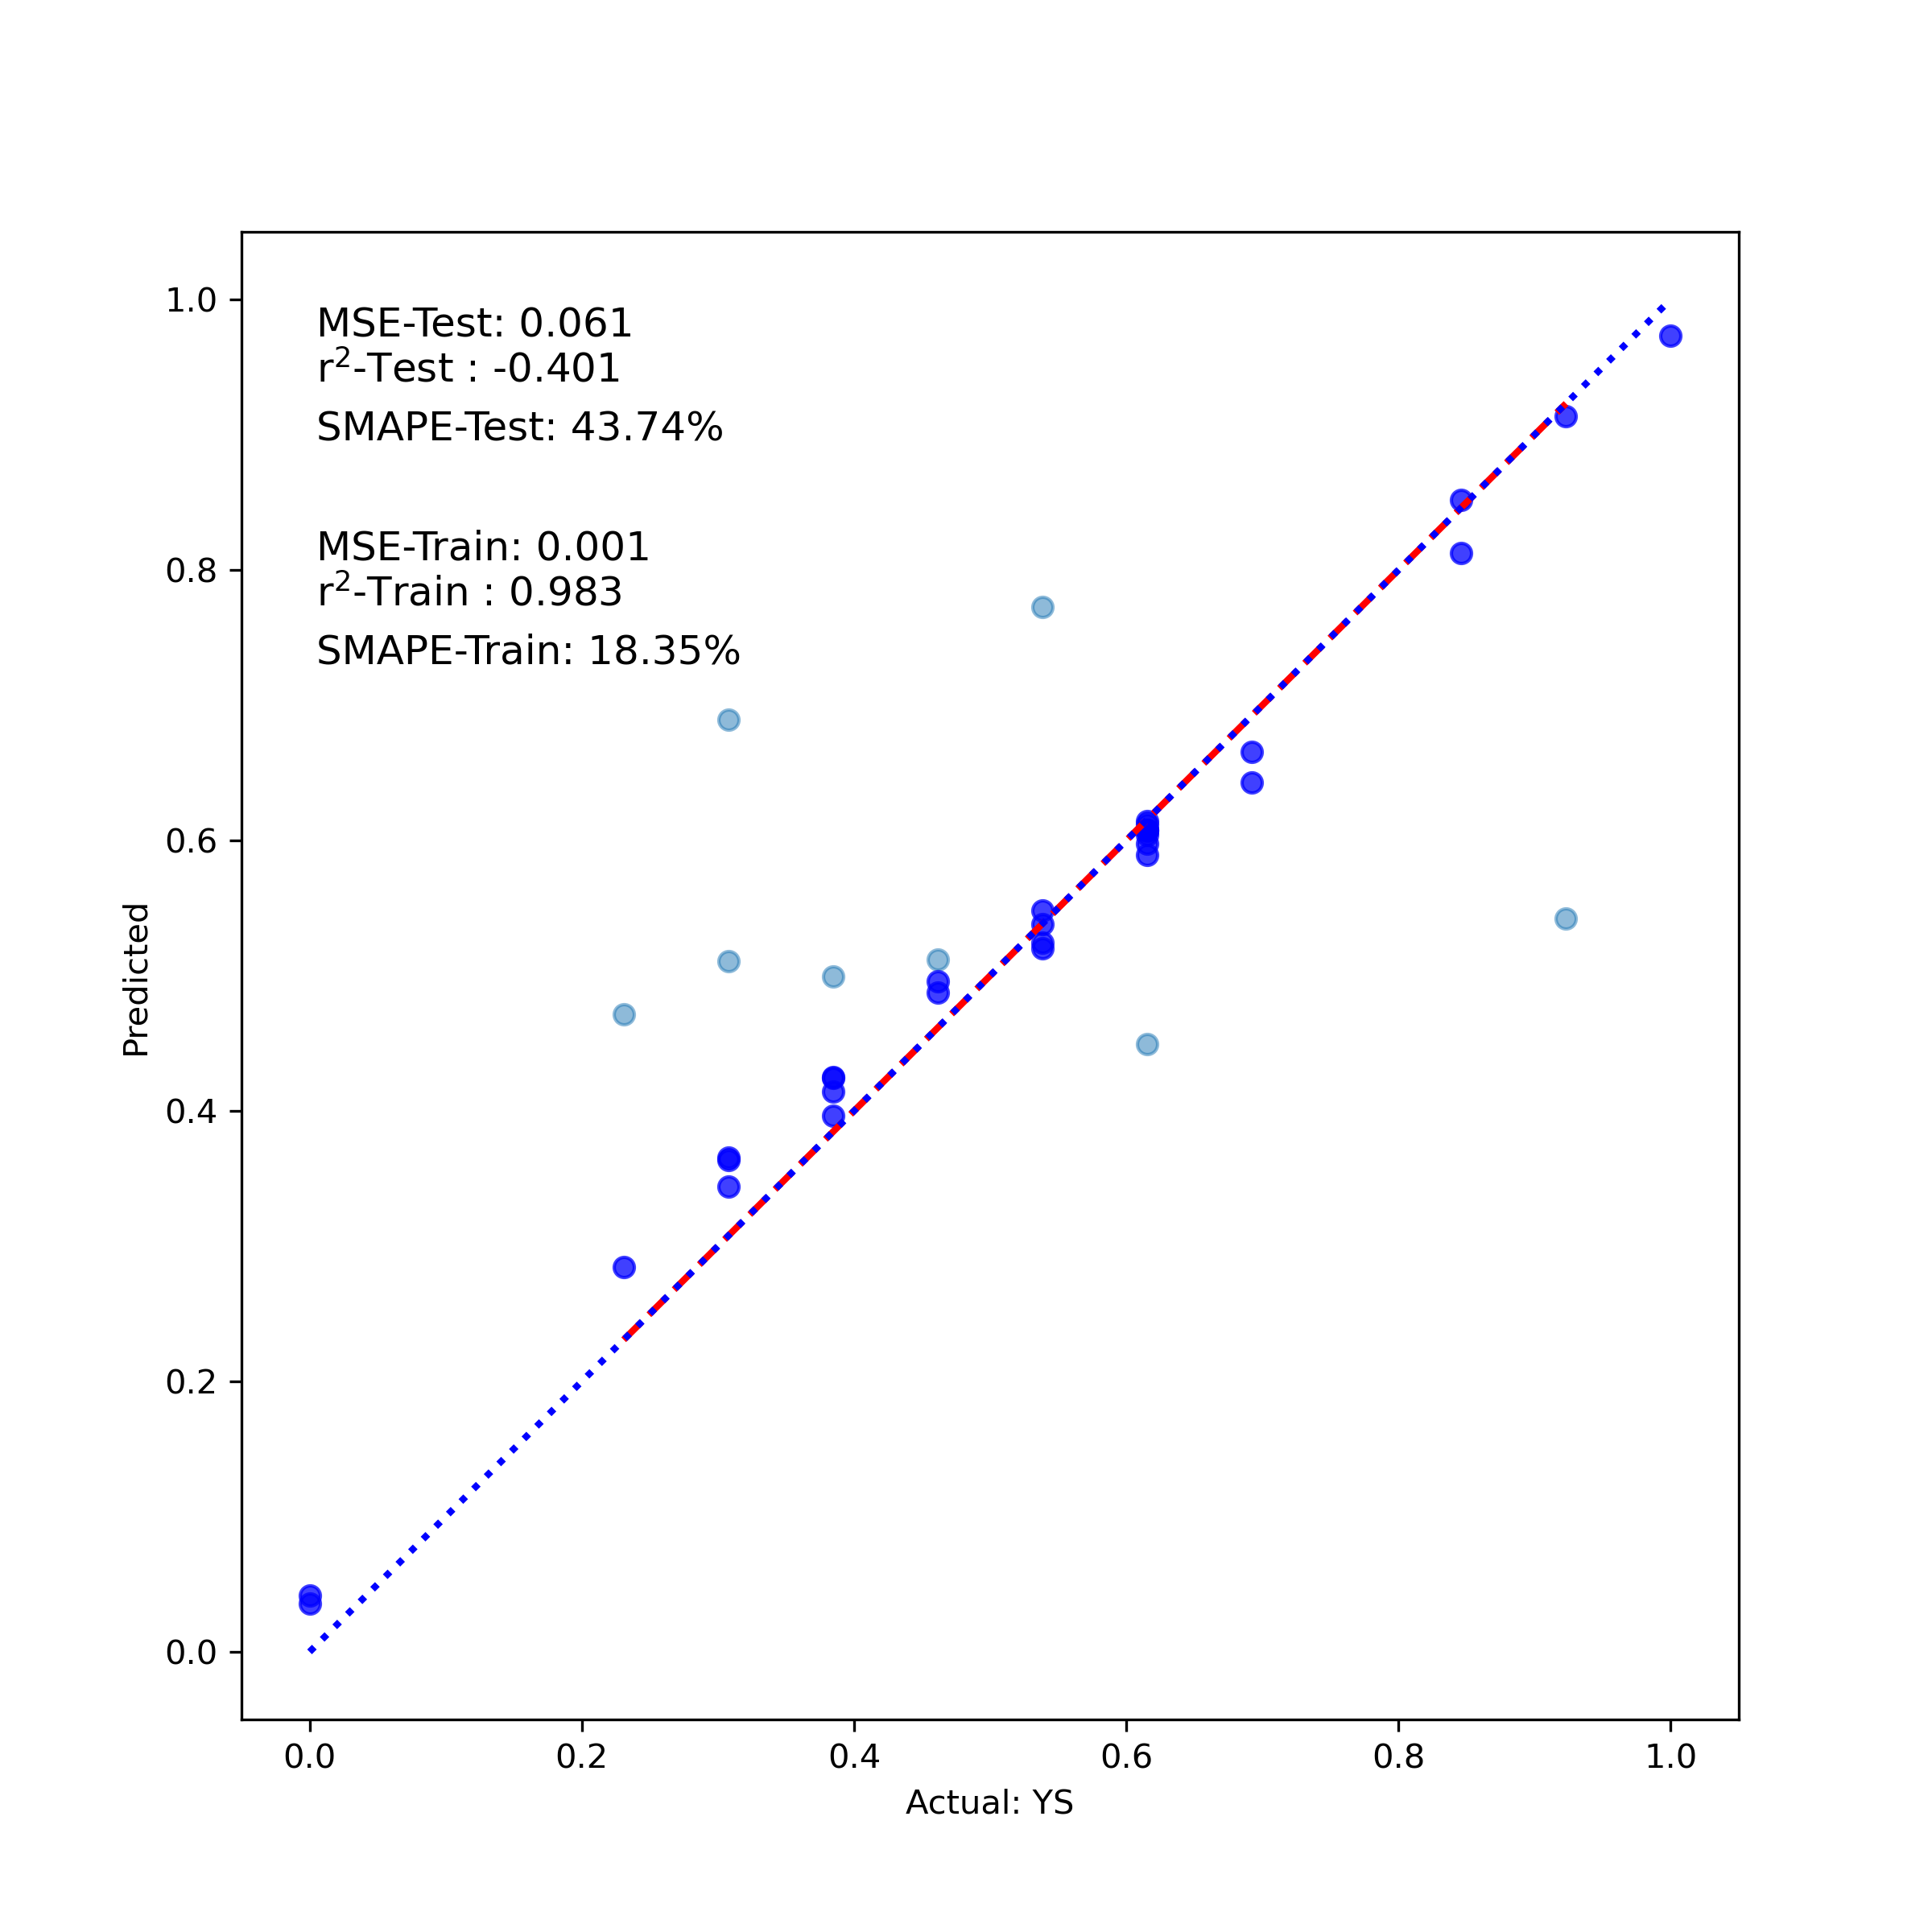 MSE-Test: 0.061
r²-Test : -0.401
SMAPE-Test: 43.74%
MSE-Train: 0.001
r²-Train : 0.983
SMAPE-Train: 18.35%
1.0
0.8
0.6
0.4
0.2
0.0
Predicted
0.0 0.2 0.4 0.6 0.8 1.0
Actual: YS